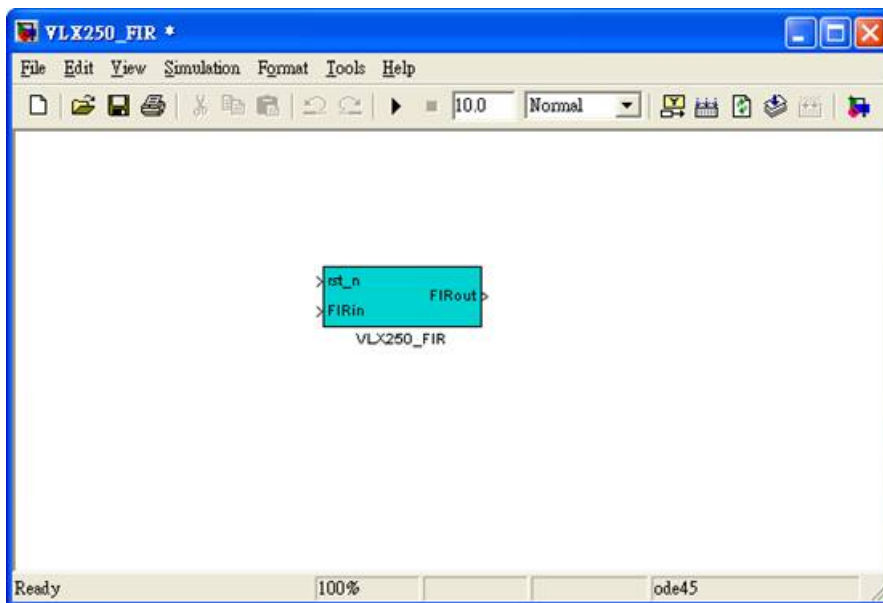 VLX250_FIR *
File Edit View Simulation Format Tools Help
10.0 Normal
rst_n
FIRin
FIRout
VLX250_FIR
Ready 100% ode45